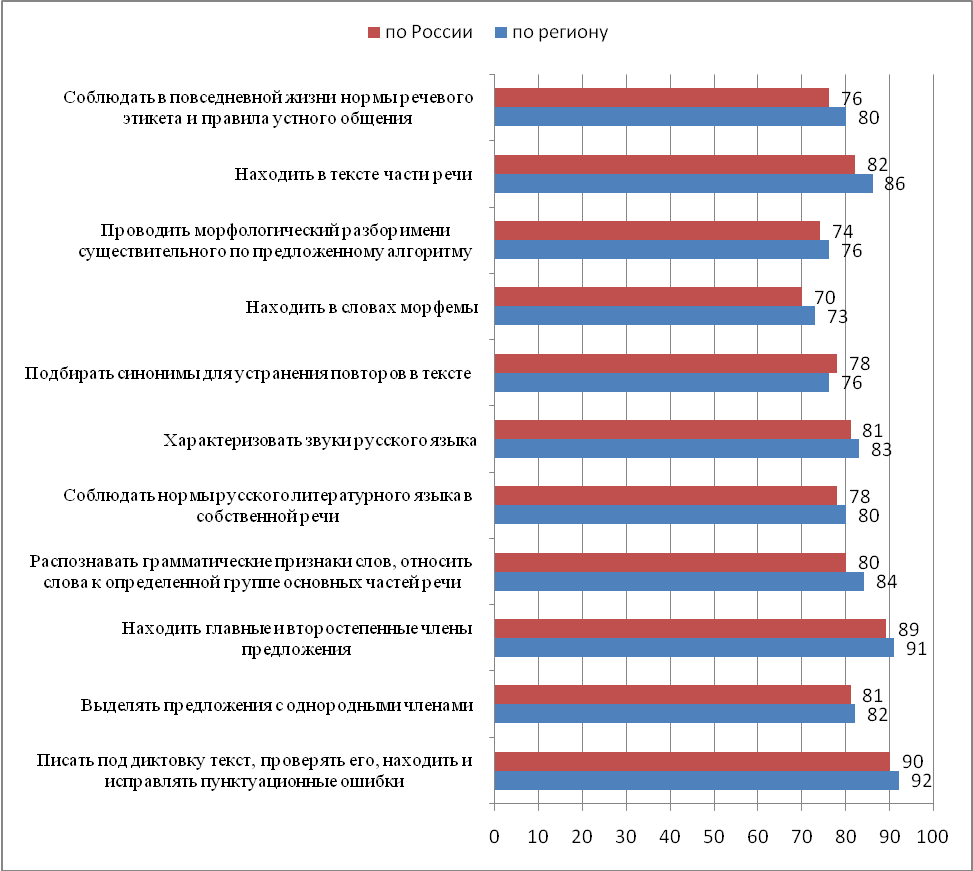 по России по региону
Соблюдать в повседневной жизни нормы речевого
этикета и правила устного общения
76
80
Находить в тексте части речи
82
86
Проводить морфологический разбор имени
существительного по предложенному алгоритму
74
76
Находить в словах морфемы
70
73
Подбирать синонимы для устранения повторов в тексте
78
76
Характеризовать звуки русского языка
81
83
Соблюдать нормы русского литературного языка в
собственной речи
78
80
Распознавать грамматические признаки слов, относить
слова к определенной группе основных частей речи
80
84
Находить главные и второстепенные члены
предложения
89
91
Выделять предложения с однородными членами
81
82
Писать под диктовку текст, проверять его, находить и
исправлять пунктуационные ошибки
90
92
0 10 20 30 40 50 60 70 80 90 100